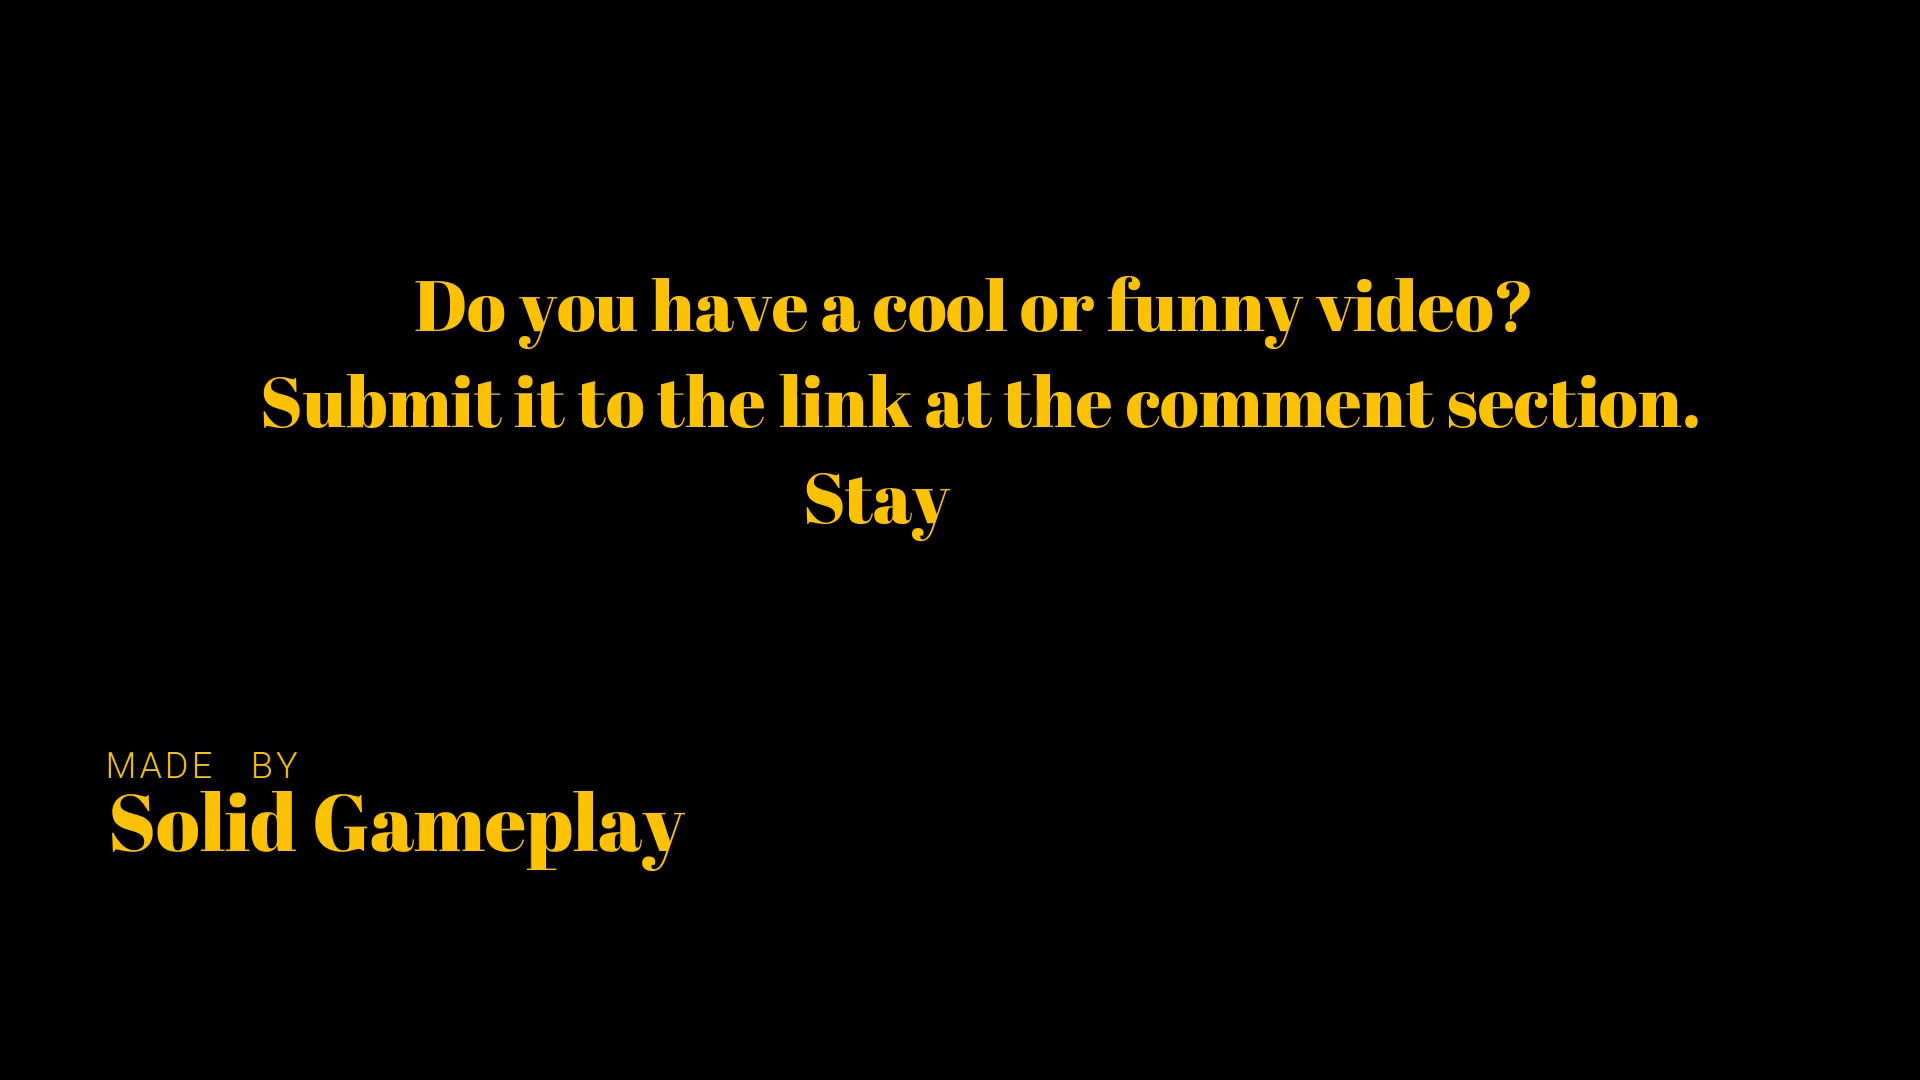 Do you have a cool or funny video?
Submit it to the link at the comment section.
Stay
MADE BY
Solid Gameplay